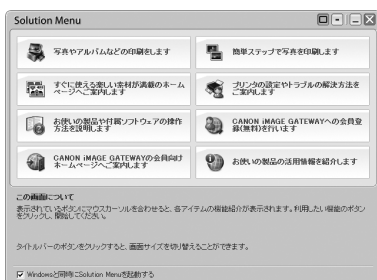 Solution Menu
写真やアルバムなどの印刷をします
簡単ステップで写真を印刷します
すぐに使える楽しい素材が満載のホーム
ページへご案内します
プリンタの設定やトラブルの解決方法を
ご案内します
お使いの製品や付属ソフトウェアの操作
方法を説明します
CANON iMAGE GATEWAYへの会員登
録(無料)を行います
CANON iMAGE GATEWAYの会員向け
ホームページへご案内します
お使いの製品の活用情報を紹介します
この画面について
表示されているボタンにマウスカーソルを合わせると、各アイテムの機能紹介が表示されます。利用したい機能のボタン
をクリックし、開始してください。
タイトルバーのボタンをクリックすると、画面サイズを切り替えることができます。
Windowsと同時にSolution Menuを起動する